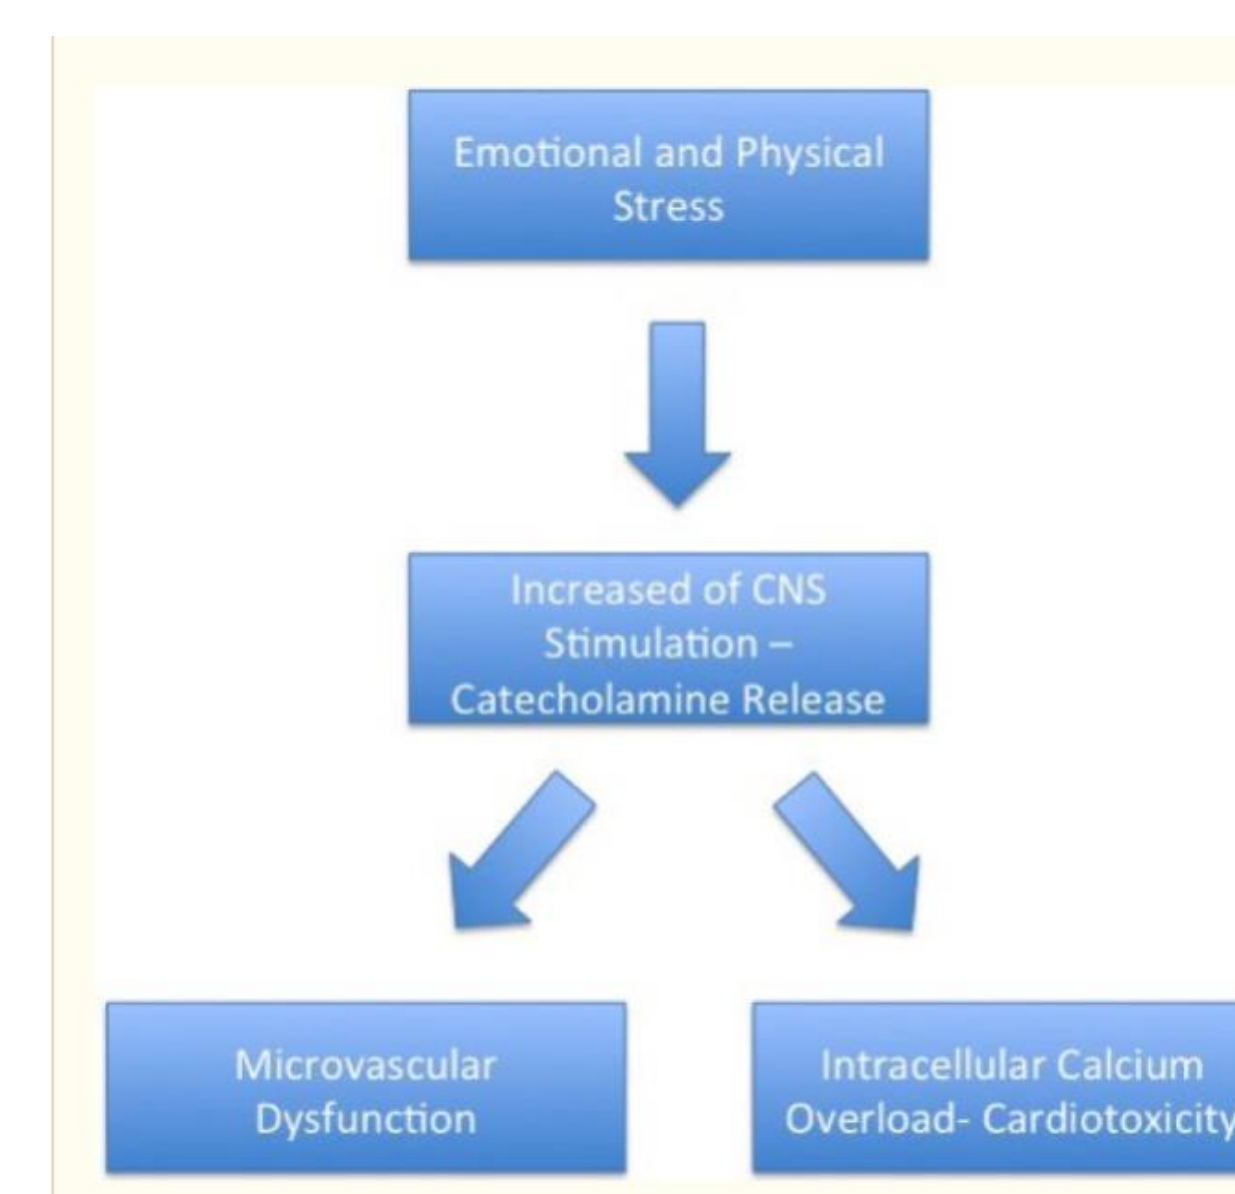 Emotional and Physical
Stress
Increased of CNS
Stimulation –
Catecholamine Release
Microvascular
Dysfunction
Intracellular Calcium
Overload- Cardiotoxicity